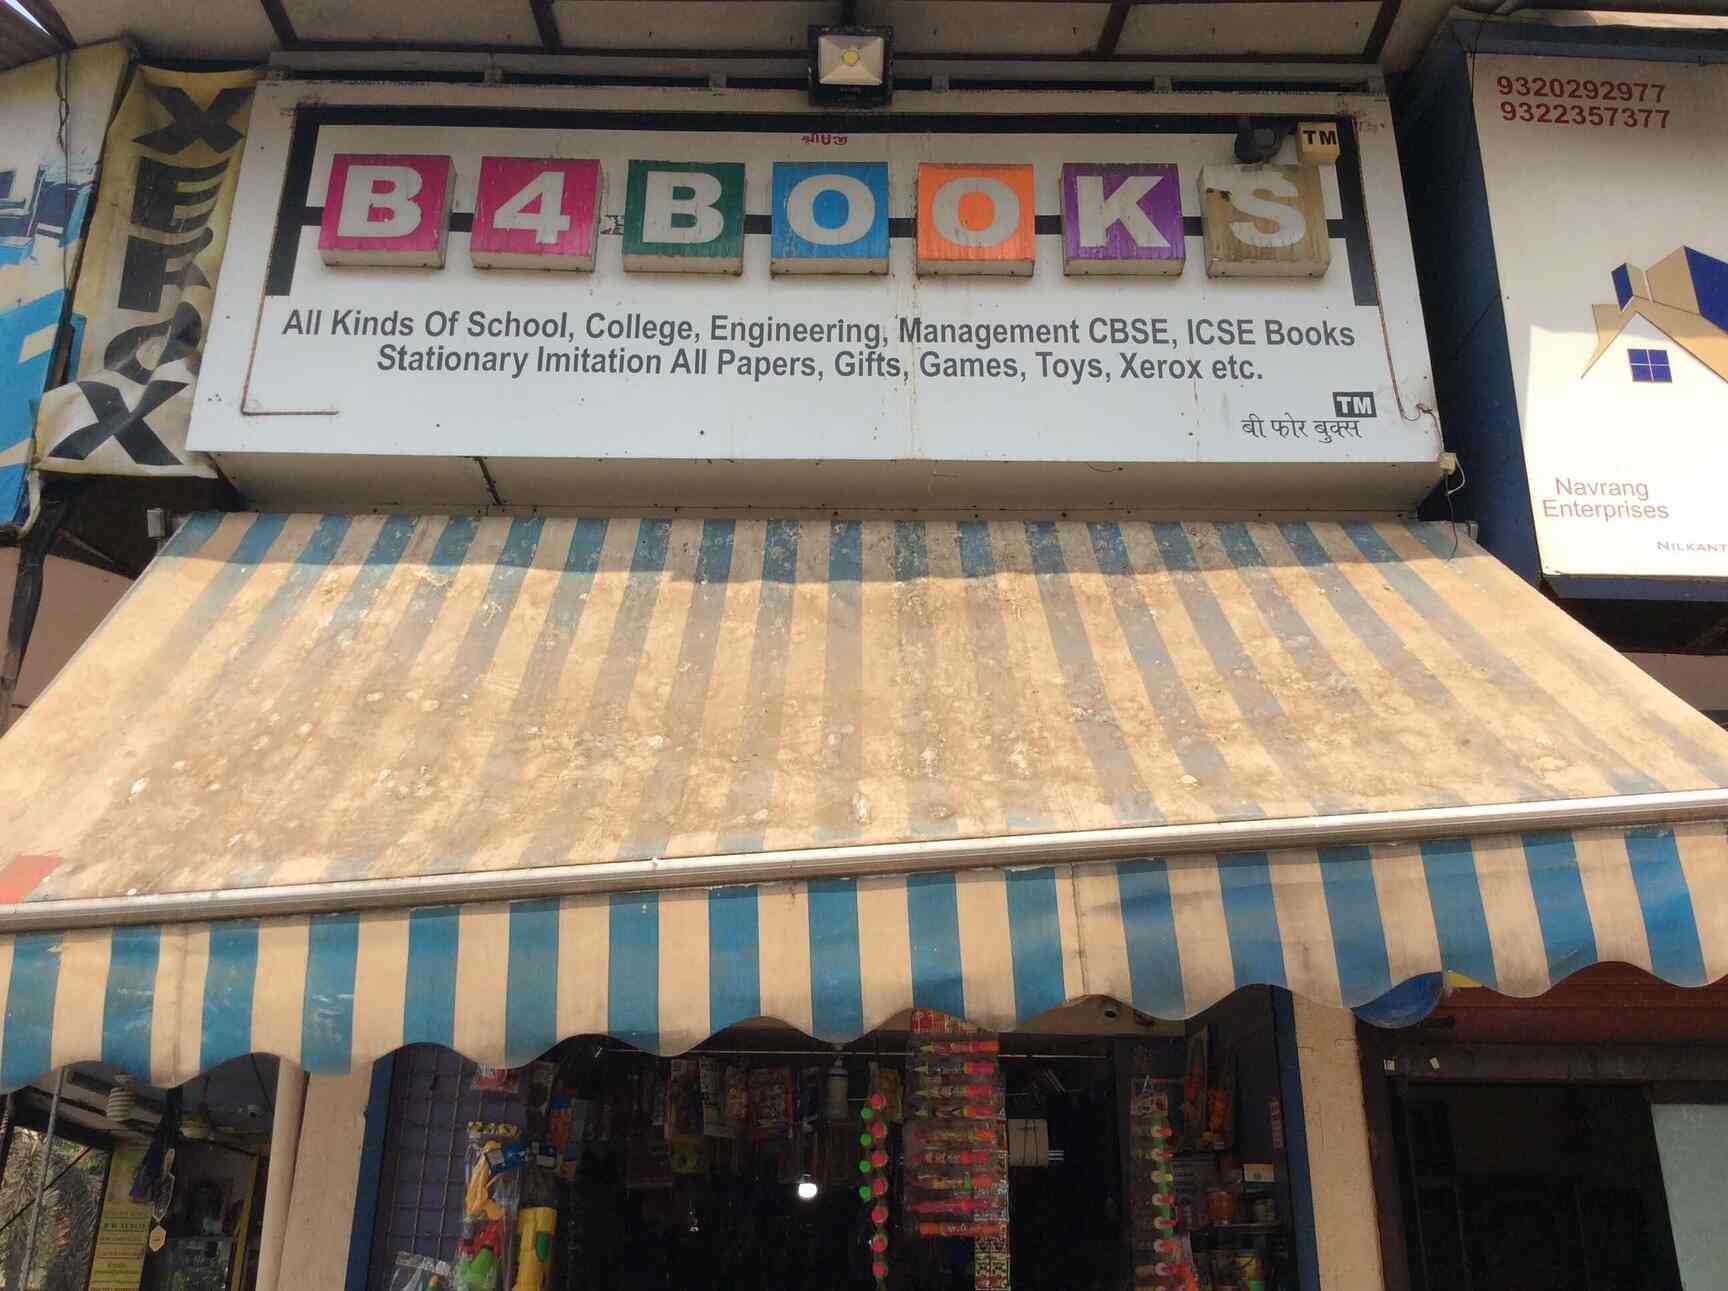 XEROX
श्रीमजी
TM
B4BOOKS
All Kinds Of School, College, Engineering, Management CBSE, ICSE Books
Stationary Imitation All Papers, Gifts, Games, Toys, Xerox etc.
TM
बी फोर बुक्स
9320292977
9322357377
Navrang
Enterprises